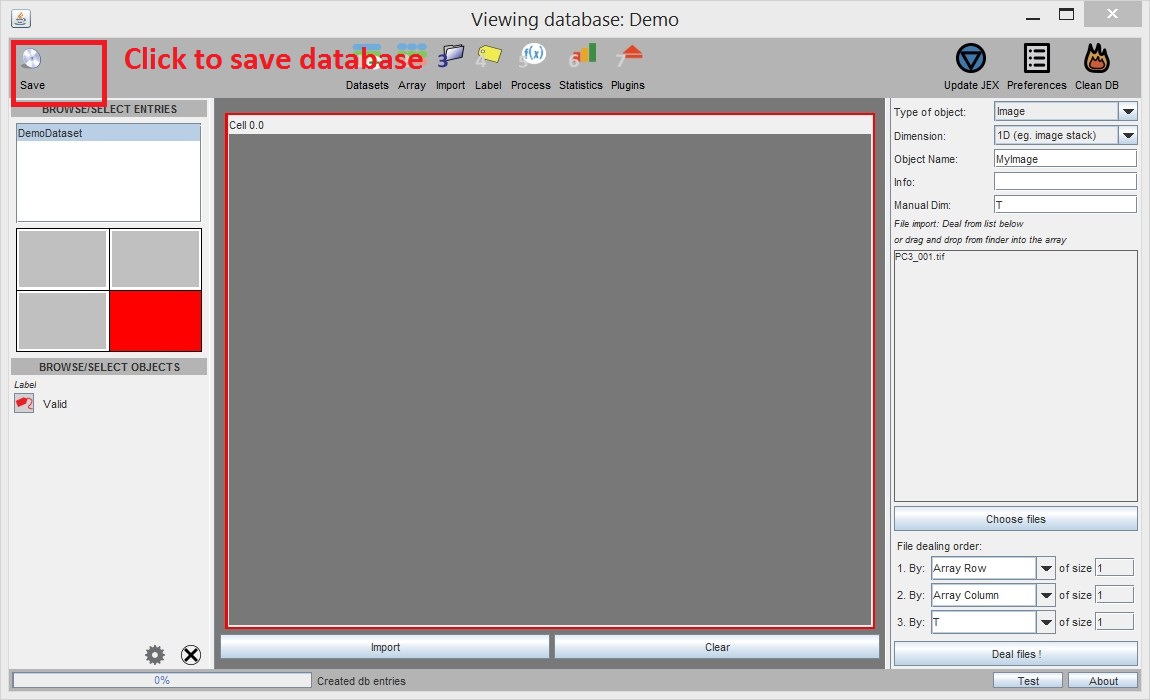 Viewing database: Demo
Click to save database
Save
Datasets
Array
3
Import
4
Label
5
f(x)
Process
6
Statistics
7
Plugins
Update JEX
Preferences
Clean DB
BROWSE/SELECT ENTRIES
DemoDataset
BROWSE/SELECT OBJECTS
Label
Valid
Cell 0.0
Import
Clear
Type of object:
Image
Dimension:
1D (eg. image stack)
Object Name:
MyImage
Info:
Manual Dim:
T
File import: Deal from list below
or drag and drop from finder into the array
PC3_001.tif
Choose files
File dealing order:
1. By:
Array Row
of size
1
2. By:
Array Column
of size
1
3. By:
T
of size
1
Deal files !
0%
Created db entries
Test
About